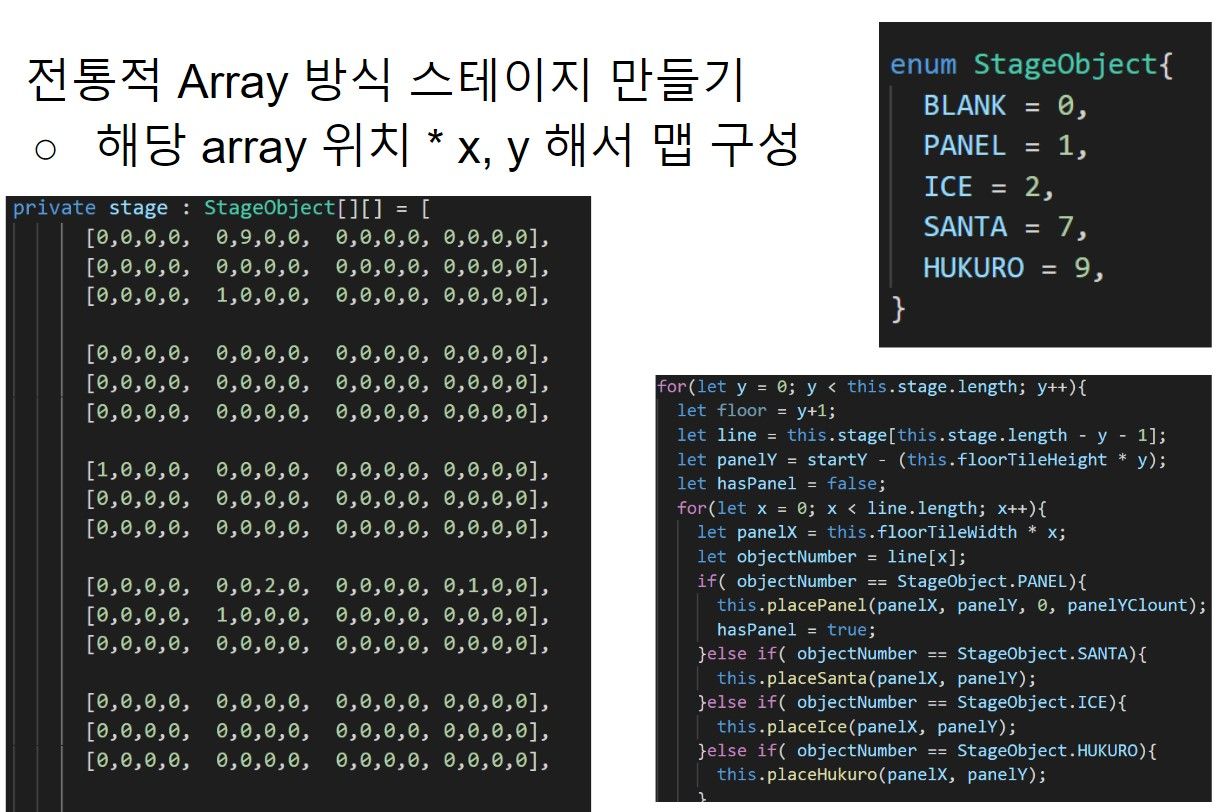 전통적 Array 방식 스테이지 만들기
○ 해당 array 위치 * x, y 해서 맵 구성
enum StageObject{
BLANK = 0,
PANEL = 1,
ICE = 2,
SANTA = 7,
HUKURO = 9,
}
private stage : StageObject[][] = [
[0,0,0,0, 0,9,0,0, 0,0,0,0, 0,0,0,0],
[0,0,0,0, 0,0,0,0, 0,0,0,0, 0,0,0,0],
[0,0,0,0, 1,0,0,0, 0,0,0,0, 0,0,0,0],
[0,0,0,0, 0,0,0,0, 0,0,0,0, 0,0,0,0],
[0,0,0,0, 0,0,0,0, 0,0,0,0, 0,0,0,0],
[0,0,0,0, 0,0,0,0, 0,0,0,0, 0,0,0,0],
[1,0,0,0, 0,0,0,0, 0,0,0,0, 0,0,0,0],
[0,0,0,0, 0,0,0,0, 0,0,0,0, 0,0,0,0],
[0,0,0,0, 0,0,0,0, 0,0,0,0, 0,0,0,0],
[0,0,0,0, 0,0,2,0, 0,0,0,0, 0,1,0,0],
[0,0,0,0, 1,0,0,0, 0,0,0,0, 0,0,0,0],
[0,0,0,0, 0,0,0,0, 0,0,0,0, 0,0,0,0],
[0,0,0,0, 0,0,0,0, 0,0,0,0, 0,0,0,0],
[0,0,0,0, 0,0,0,0, 0,0,0,0, 0,0,0,0],
[0,0,0,0, 0,0,0,0, 0,0,0,0, 0,0,0,0],
for(let y = 0; y < this.stage.length; y++){
let floor = y+1;
let line = this.stage[this.stage.length - y - 1];
let panelY = startY - (this.floorTileHeight * y);
let hasPanel = false;
for(let x = 0; x < line.length; x++){
let panelX = this.floorTileWidth * x;
let objectNumber = line[x];
if( objectNumber == StageObject.PANEL){
this.placePanel(panelX, panelY, 0, panelYClount);
hasPanel = true;
}else if( objectNumber == StageObject.SANTA){
this.placeSanta(panelX, panelY);
}else if( objectNumber == StageObject.ICE){
this.placeIce(panelX, panelY);
}else if( objectNumber == StageObject.HUKURO){
this.placeHukuro(panelX, panelY);
}